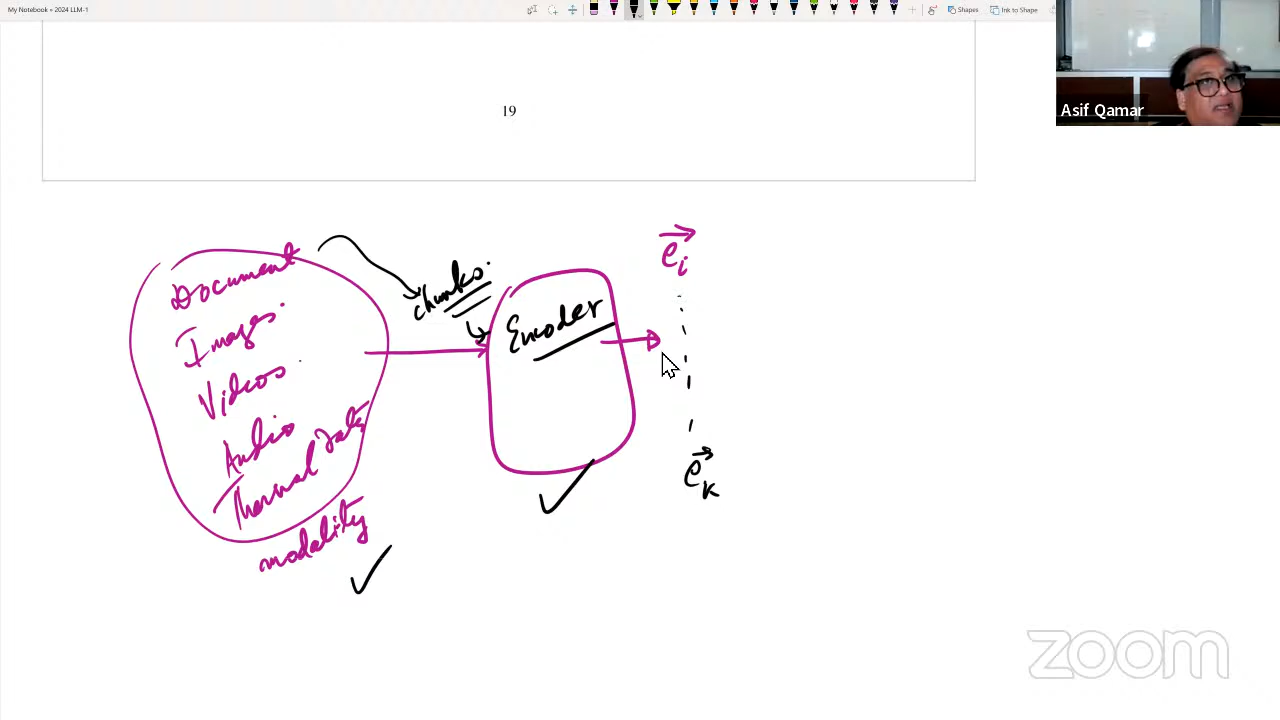 My Notebook • 2024 LLM-1
Shapes
Ink to Shape
Asif Qamar
19
Document
Images.
Videos
Audio
Thermal Data
modality
chunks.
Encoder
e⃗i
e⃗k
zoom